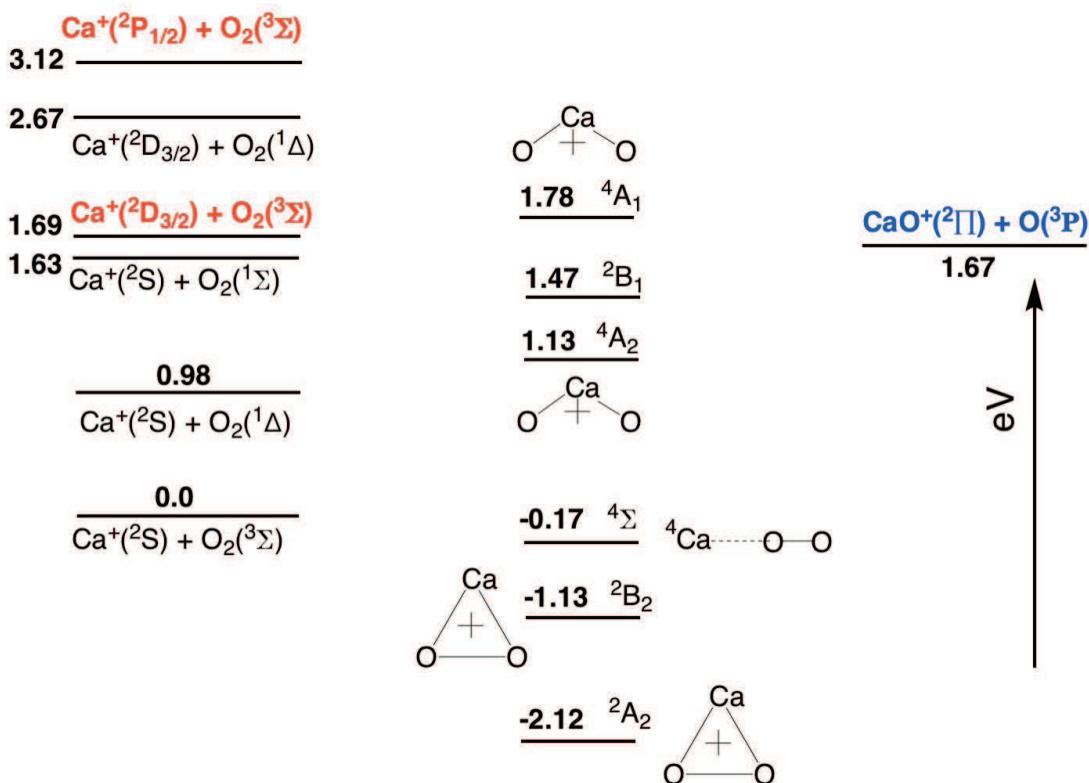 Ca⁺(²P₁/₂) + O₂(³Σ)
3.12
2.67
Ca⁺(²D₃/₂) + O₂(¹Δ)
Ca⁺(²D₃/₂) + O₂(³Σ)
1.69
1.63
Ca⁺(²S) + O₂(¹Σ)
0.98
Ca⁺(²S) + O₂(¹Δ)
0.0
Ca⁺(²S) + O₂(³Σ)
Ca
O + O
1.78 ⁴A₁
1.47 ²B₁
1.13 ⁴A₂
Ca
O + O
-0.17 ⁴Σ ⁴Ca O O
Ca
+
O O
-1.13 ²B₂
-2.12 ²A₂
Ca
+
O O
CaO⁺(²Π) + O(³P)
1.67
eV